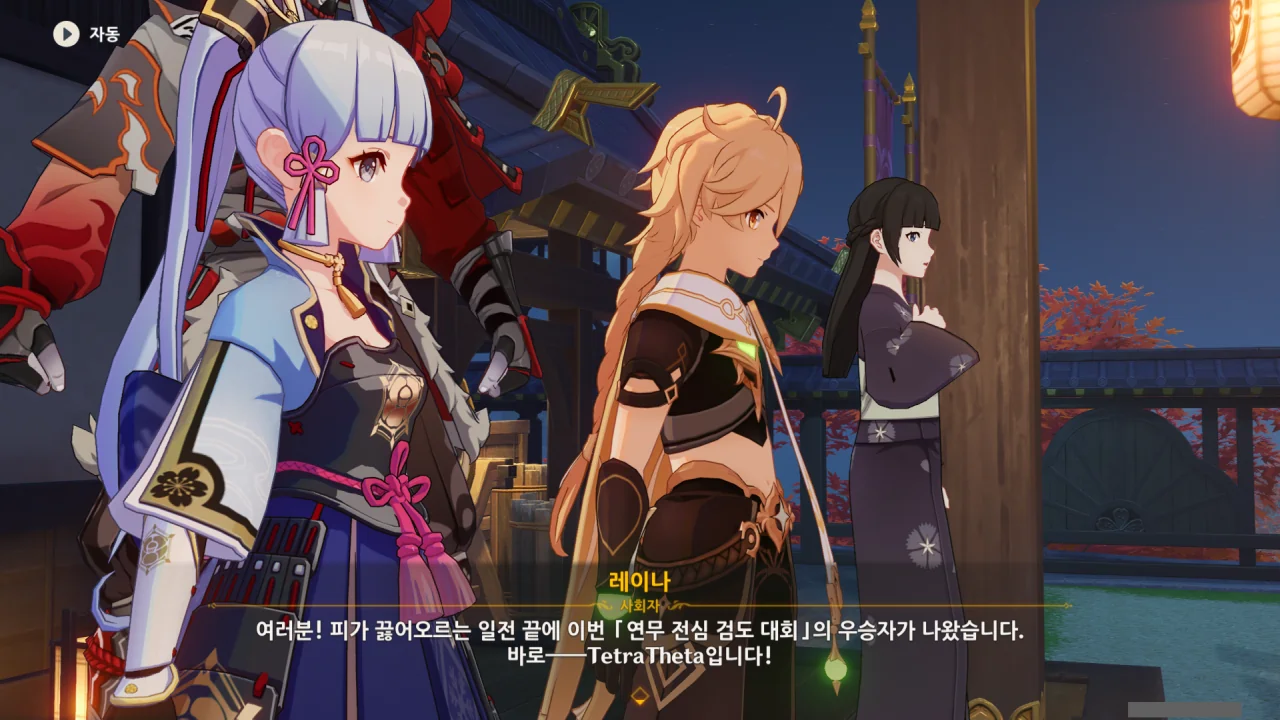 자동
레이나
사회자
여러분! 피가 끓어오르는 일전 끝에 이번 「연무 전심 검도 대회」의 우승자가 나왔습니다.
바로——TetraTheta입니다!